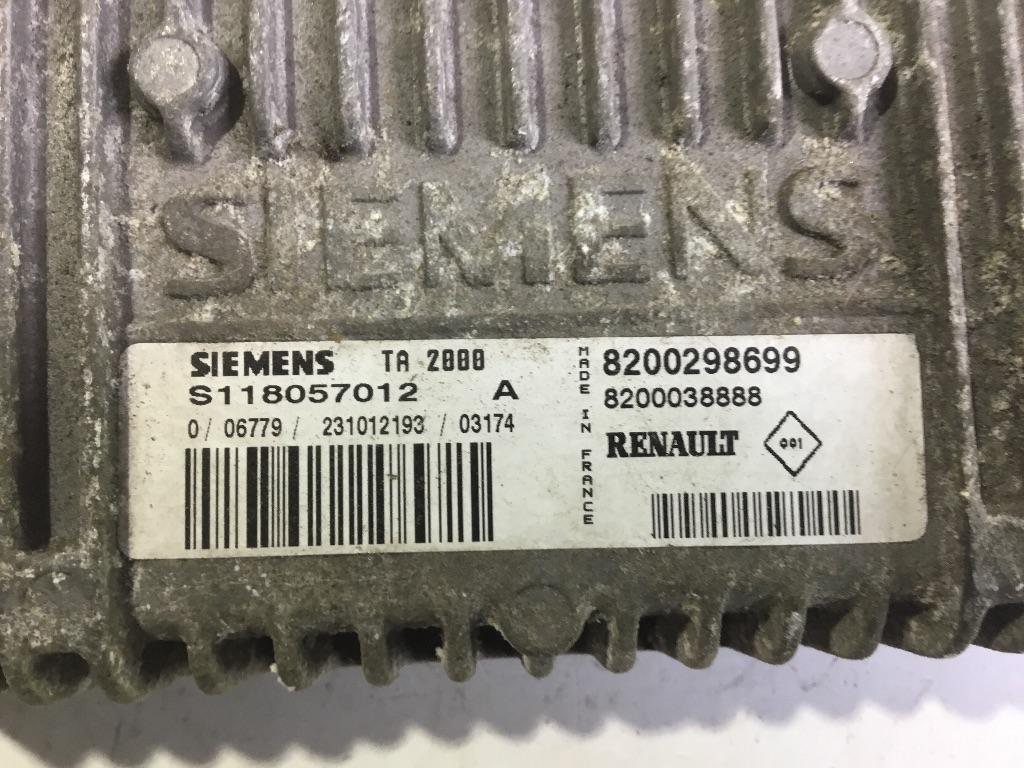 SIEMENS
SIEMENS TA 2000
S118057012 A
0/ 06779 / 231012193 / 03174
MADE IN FRANCE
8200298699
8200038888
RENAULT 001